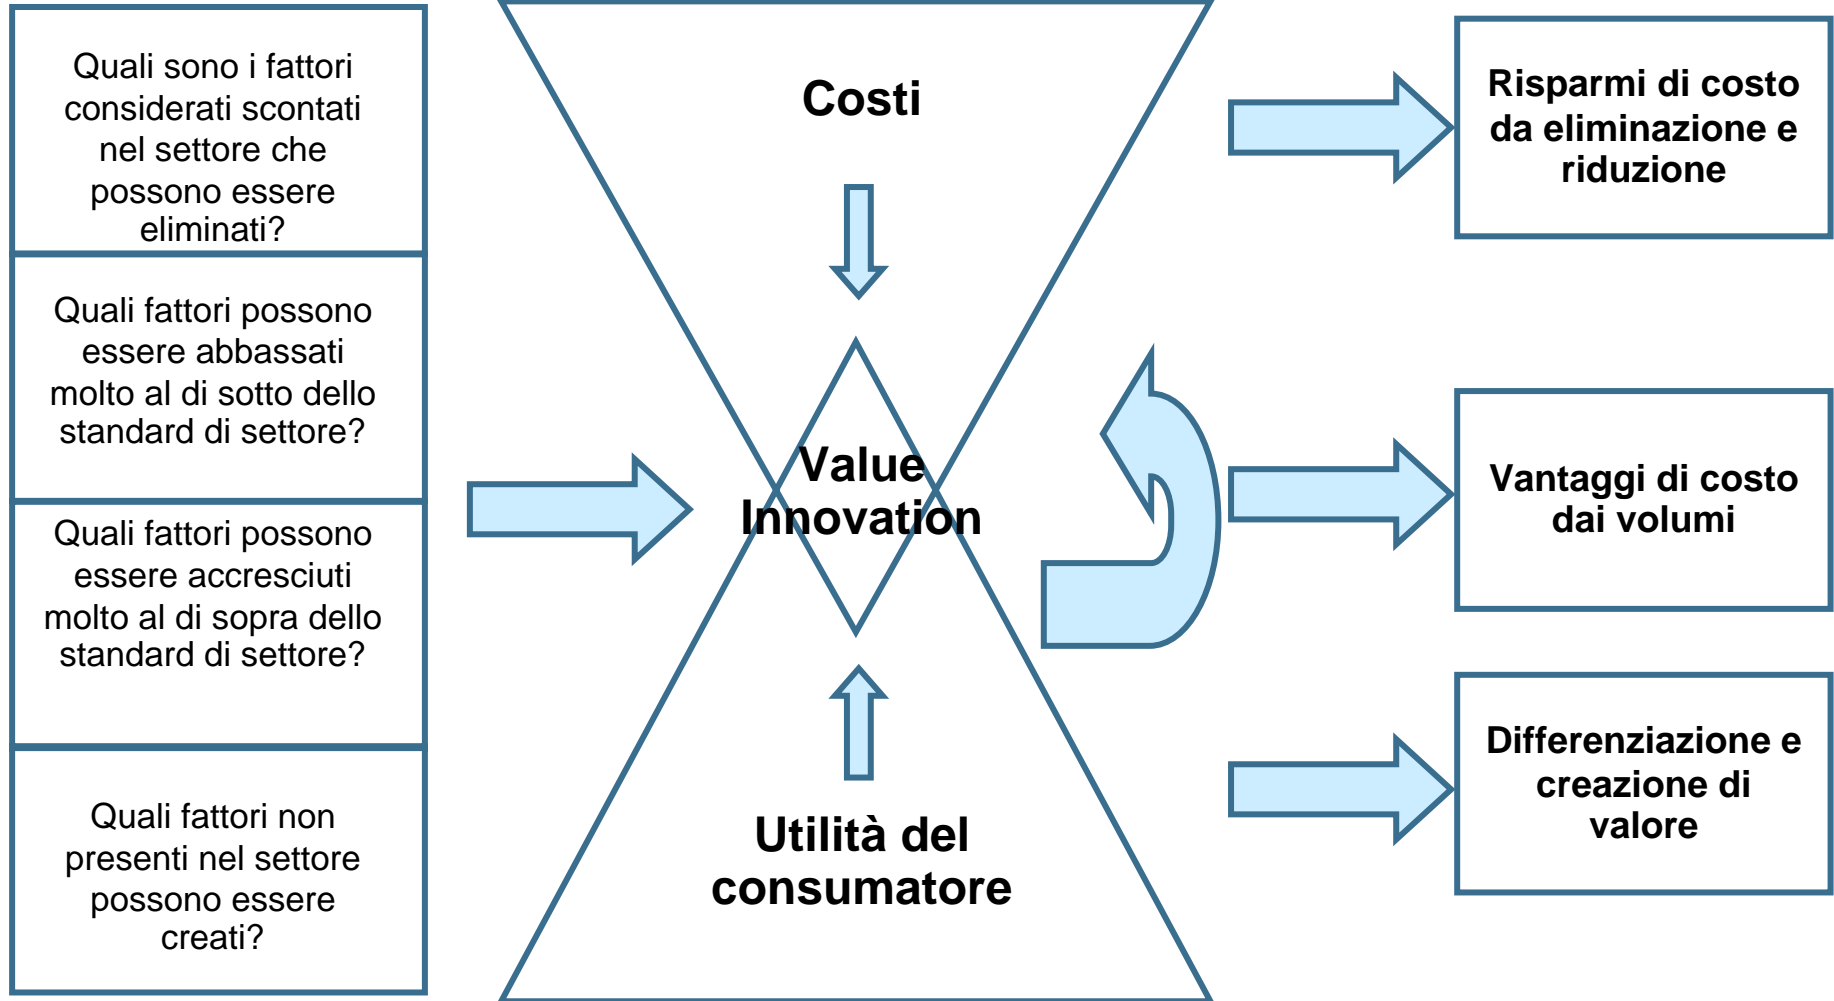 Quali sono i fattori
considerati scontati
nel settore che
possono essere
eliminati?
Quali fattori possono
essere abbassati
molto al di sotto dello
standard di settore?
Quali fattori possono
essere accresciuti
molto al di sopra dello
standard di settore?
Quali fattori non
presenti nel settore
possono essere
creati?
Costi
Value
Innovation
Utilità del
consumatore
Risparmi di costo
da eliminazione e
riduzione
Vantaggi di costo
dai volumi
Differenziazione e
creazione di
valore